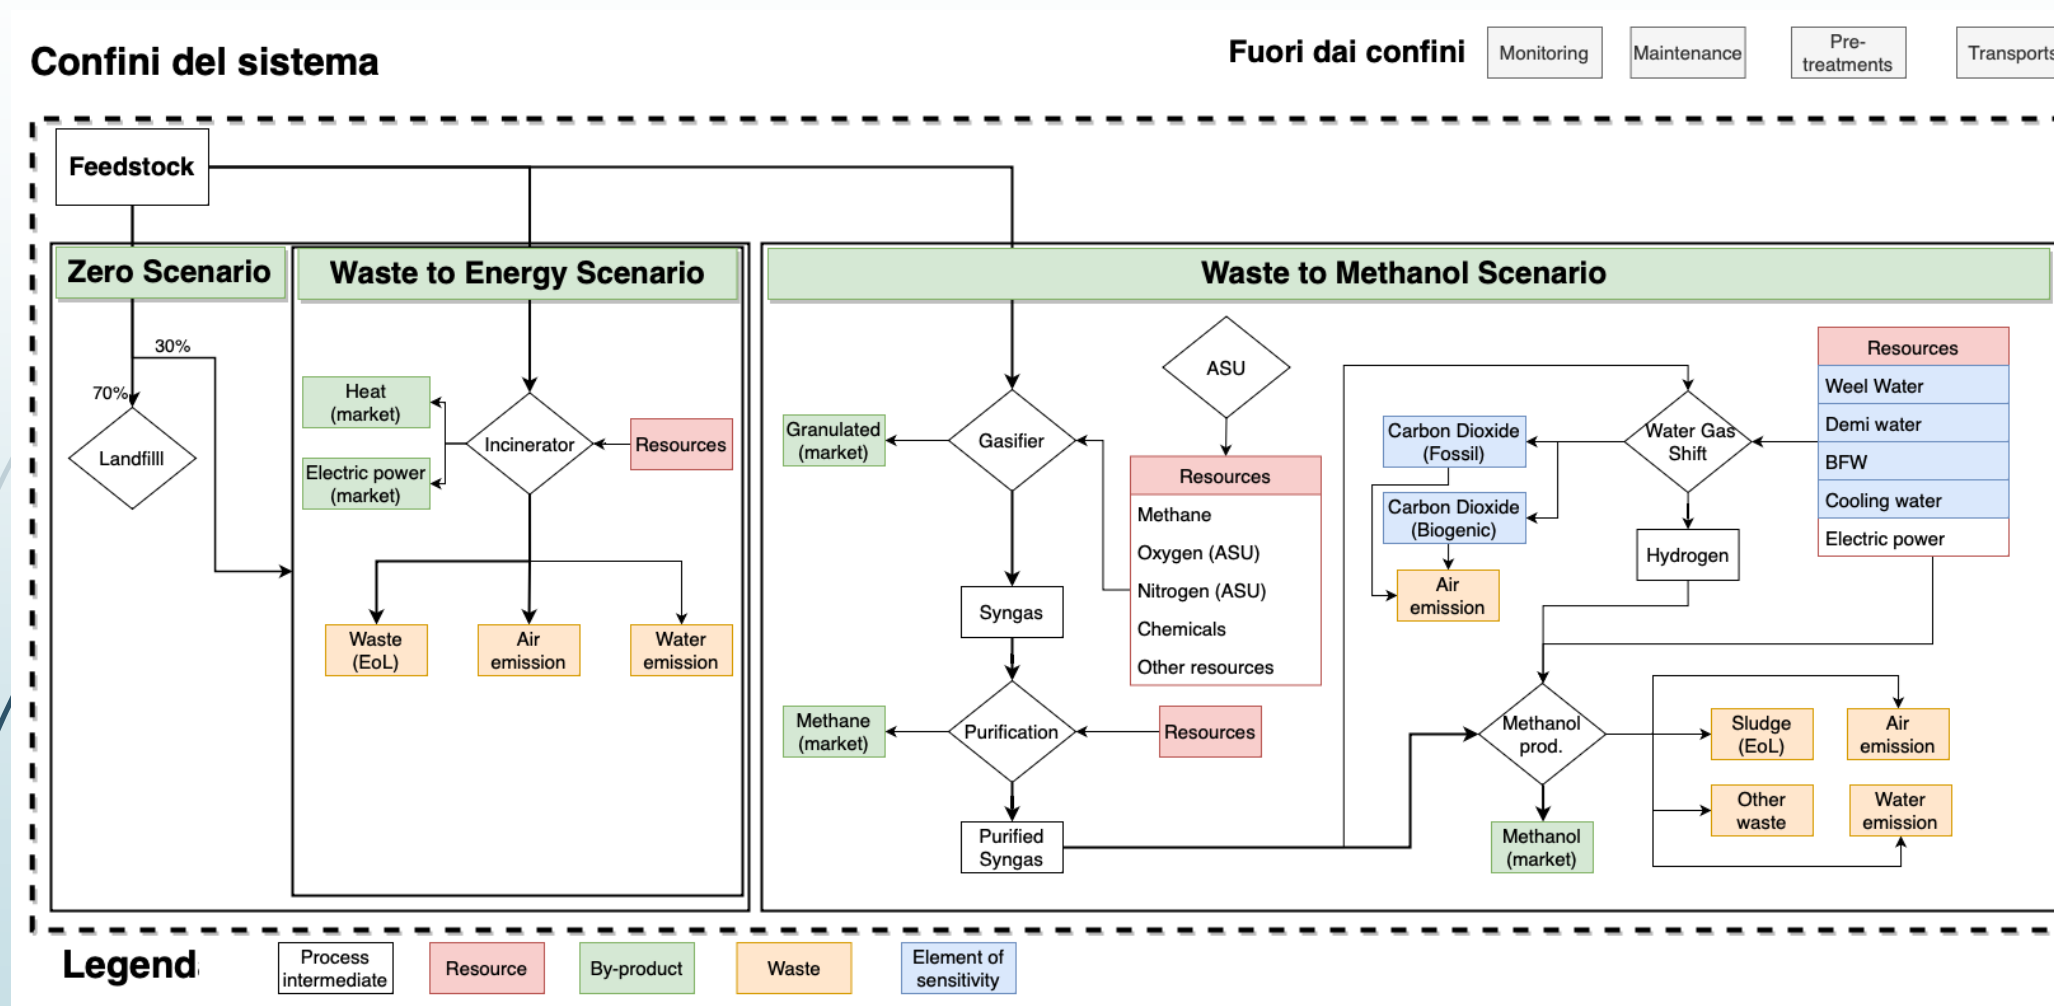 Confini del sistema
Fuori dai confini
Monitoring
Maintenance
Pre-
treatments
Transports
Feedstock
Zero Scenario
Waste to Energy Scenario
Waste to Methanol Scenario
30%
70%
Landfilll
Heat
(market)
Electric power
(market)
Incinerator
Resources
Waste
(EoL)
Air
emission
Water
emission
Granulated
(market)
Gasifier
ASU
Resources
Methane
Oxygen (ASU)
Nitrogen (ASU)
Chemicals
Other resources
Syngas
Methane
(market)
Purification
Resources
Purified
Syngas
Carbon Dioxide
(Fossil)
Carbon Dioxide
(Biogenic)
Air
emission
Water Gas
Shift
Hydrogen
Resources
Weel Water
Demi water
BFW
Cooling water
Electric power
Methanol
prod.
Methanol
(market)
Sludge
(EoL)
Air
emission
Other
waste
Water
emission
Legend
Process
intermediate
Resource
By-product
Waste
Element of
sensitivity